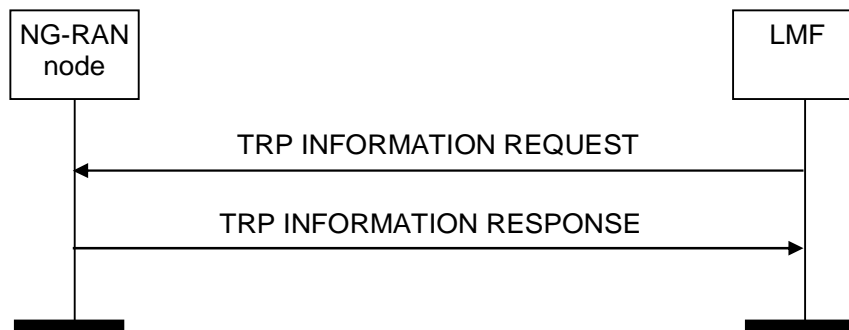 NG-RAN
node
LMF
TRP INFORMATION REQUEST
TRP INFORMATION RESPONSE